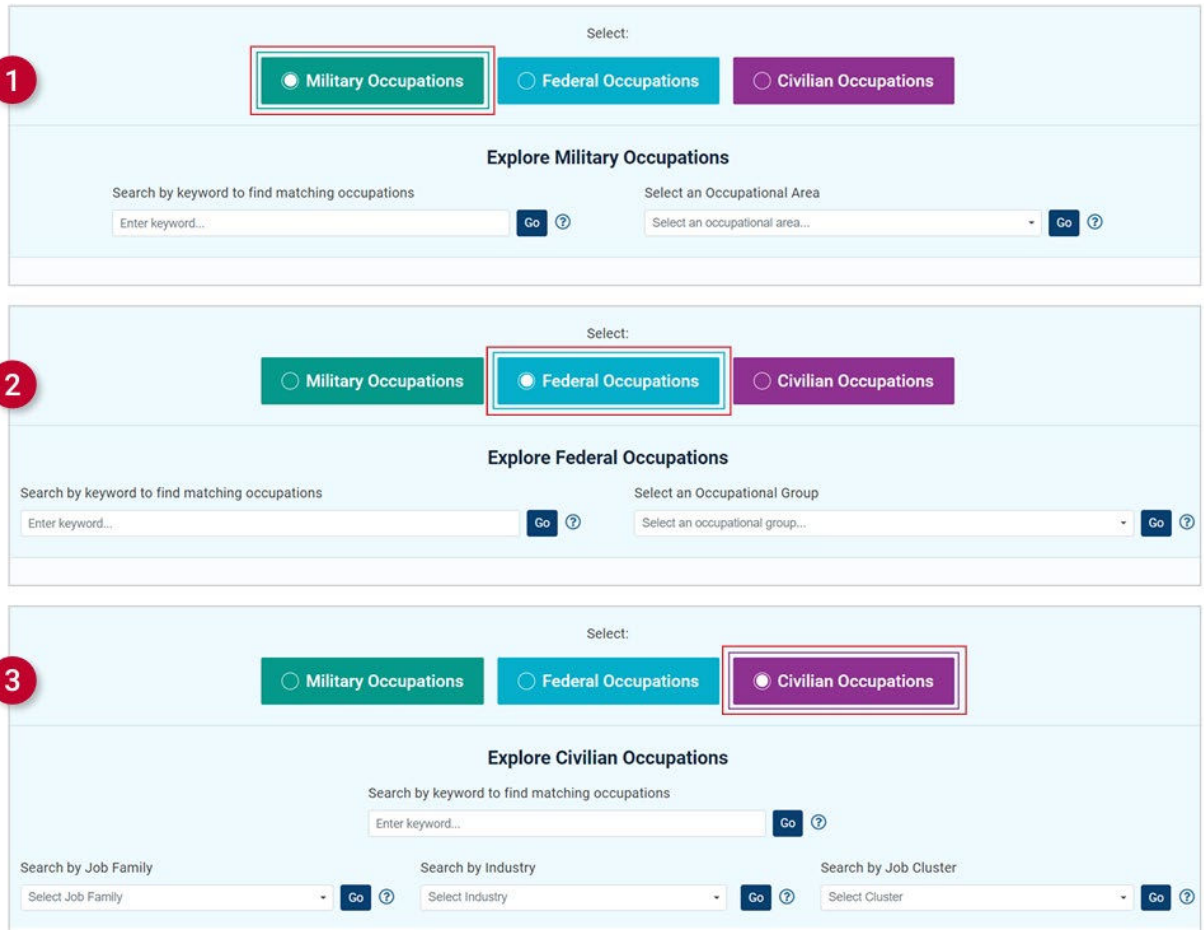 Select:
1
Military Occupations Federal Occupations Civilian Occupations
Explore Military Occupations
Search by keyword to find matching occupations Select an Occupational Area
Enter keyword... Go ? Select an occupational area... Go ?
Select:
2
Military Occupations Federal Occupations Civilian Occupations
Explore Federal Occupations
Search by keyword to find matching occupations Select an Occupational Group
Enter keyword... Go ? Select an occupational group... Go ?
Select:
3
Military Occupations Federal Occupations Civilian Occupations
Explore Civilian Occupations
Search by keyword to find matching occupations
Enter keyword... Go ?
Search by Job Family Search by Industry Search by Job Cluster
Select Job Family Go ? Select Industry Go ? Select Cluster Go ?